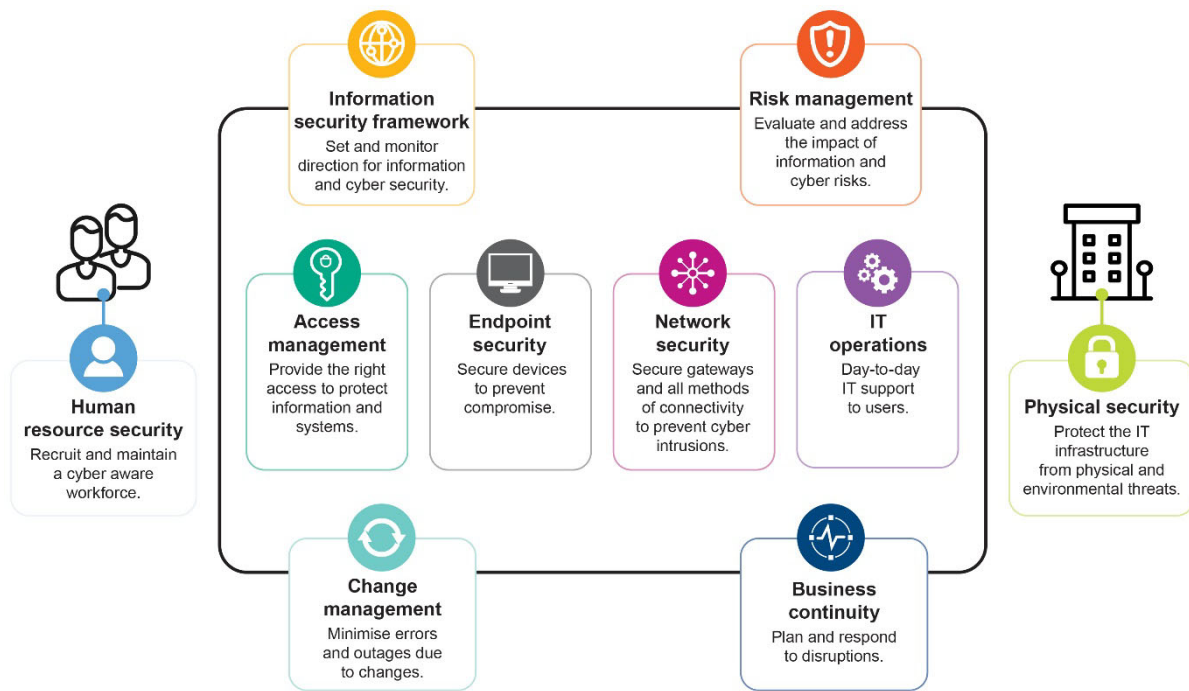 Information
security framework
Set and monitor
direction for information
and cyber security.
Risk management
Evaluate and address
the impact of
information and
cyber risks.
Human
resource security
Recruit and maintain
a cyber aware
workforce.
Access
management
Provide the right
access to protect
information and
systems.
Endpoint
security
Secure devices
to prevent
compromise.
Network
security
Secure gateways
and all methods
of connectivity
to prevent cyber
intrusions.
IT
operations
Day-to-day
IT support
to users.
Physical security
Protect the IT
infrastructure
from physical and
environmental threats.
Change
management
Minimise errors
and outages due
to changes.
Business
continuity
Plan and respond
to disruptions.